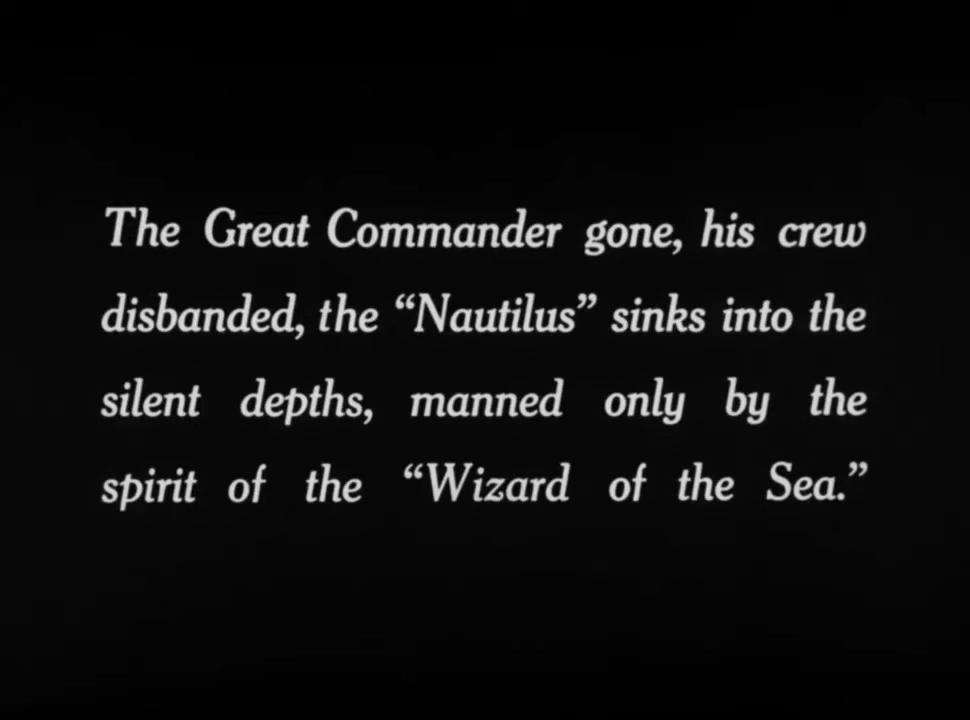 The Great Commander gone, his crew
disbanded, the “Nautilus” sinks into the
silent depths, manned only by the
spirit of the “Wizard of the Sea.”